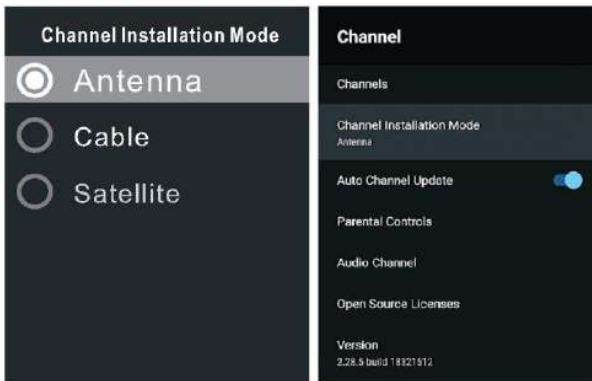 Channel Installation Mode
Antenna
Cable
Satellite
Channel
Channels
Channel Installation Mode
Antenna
Auto Channel Update
Parental Controls
Audio Channel
Open Source Licenses
Version
2.28.5 build 18321512